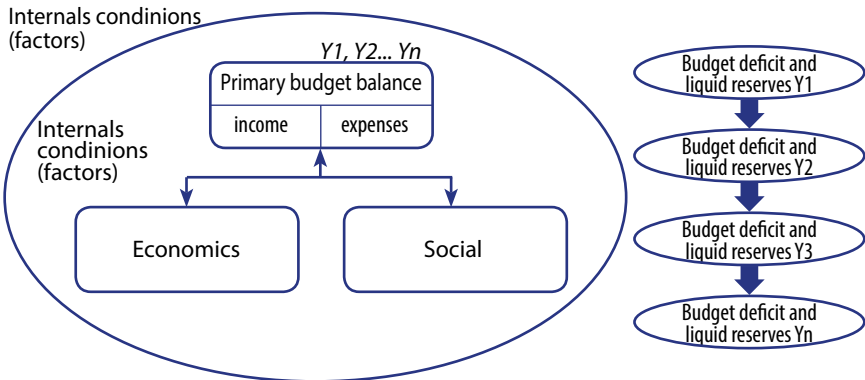 Internals condinions
(factors)
Y1, Y2... Yn
Primary budget balance
income
expenses
Internals
condinions
(factors)
Economics
Social
Budget deficit and
liquid reserves Y1
Budget deficit and
liquid reserves Y2
Budget deficit and
liquid reserves Y3
Budget deficit and
liquid reserves Yn